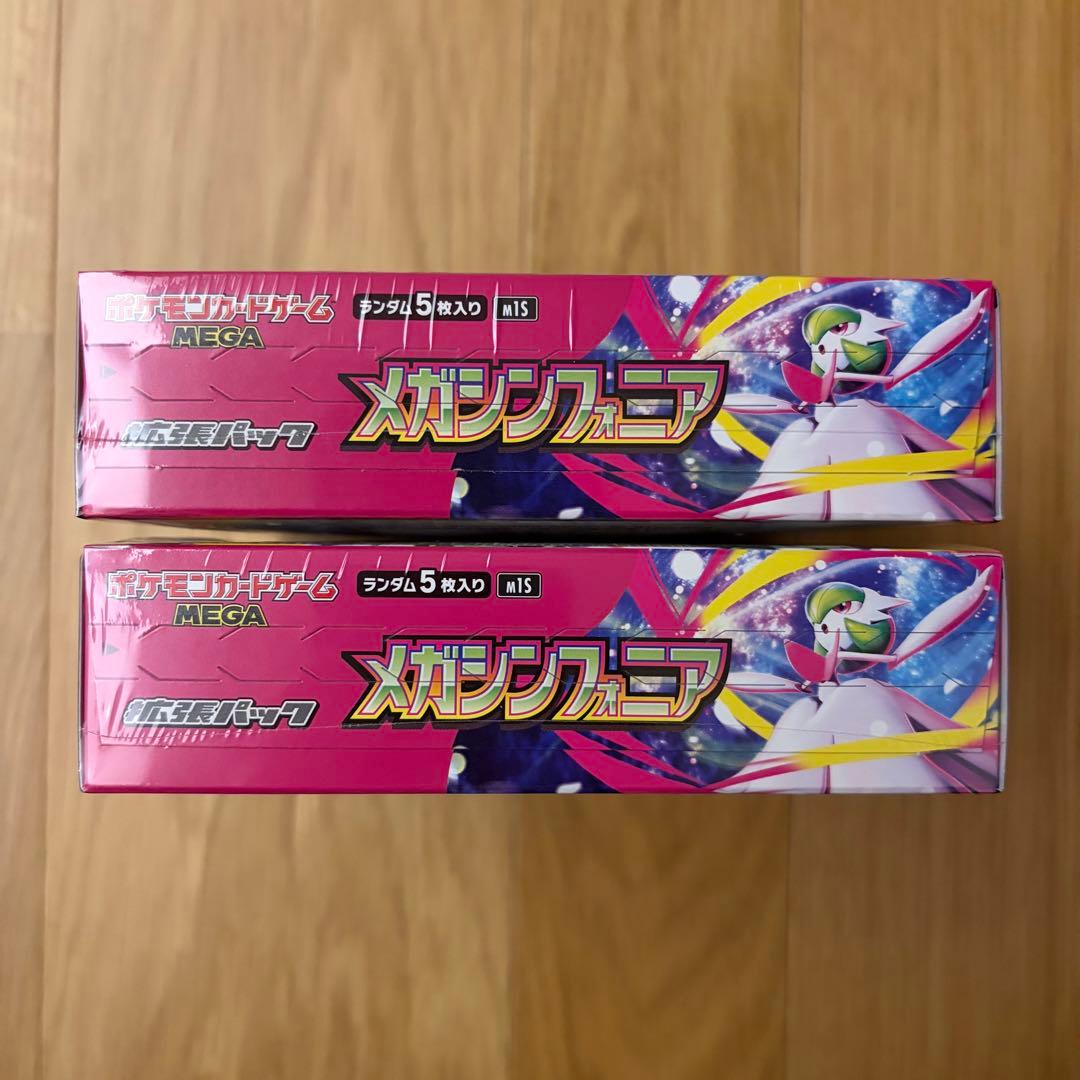 ポケモンカードゲーム
MEGA
ランダム5枚入り
M1S
メガシンフォニア
拡張パック
ポケモンカードゲーム
MEGA
ランダム5枚入り
M1S
メガシンフォニア
拡張パック